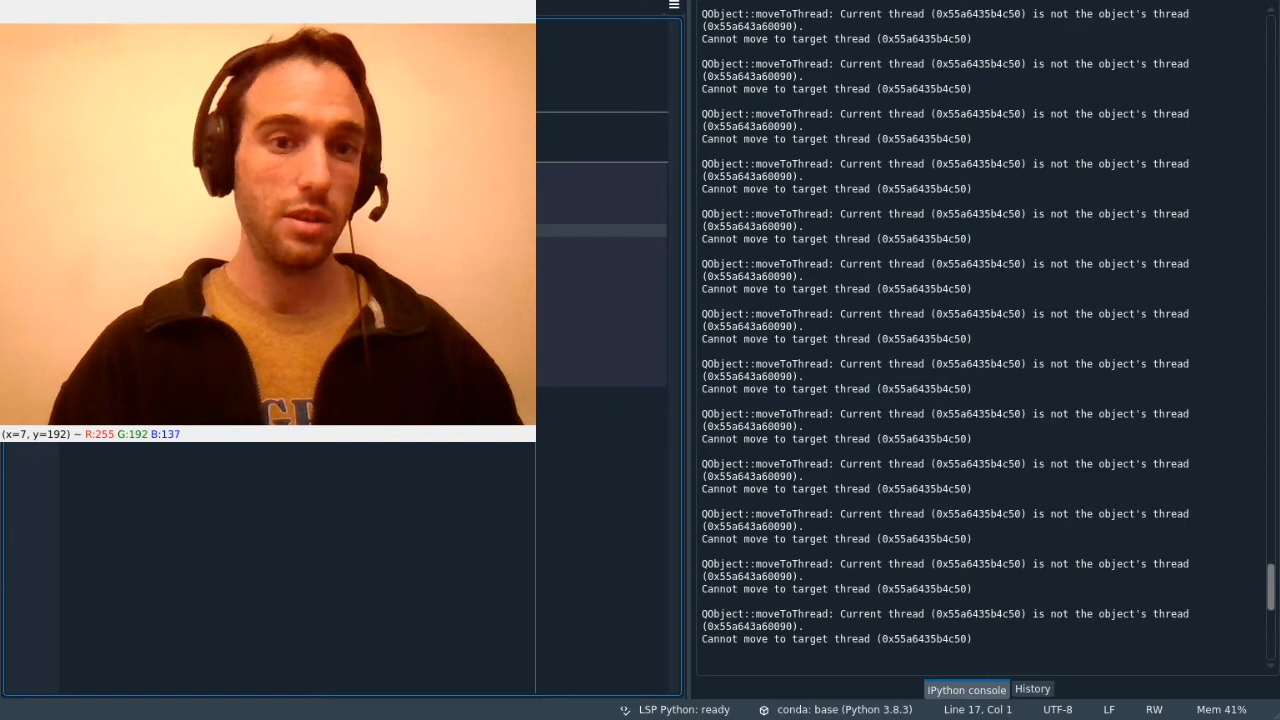 QObject::moveToThread: Current thread (0x55a6435b4c50) is not the object's thread
(0x55a643a60090).
Cannot move to target thread (0x55a6435b4c50)
QObject::moveToThread: Current thread (0x55a6435b4c50) is not the object's thread
(0x55a643a60090).
Cannot move to target thread (0x55a6435b4c50)
QObject::moveToThread: Current thread (0x55a6435b4c50) is not the object's thread
(0x55a643a60090).
Cannot move to target thread (0x55a6435b4c50)
QObject::moveToThread: Current thread (0x55a6435b4c50) is not the object's thread
(0x55a643a60090).
Cannot move to target thread (0x55a6435b4c50)
QObject::moveToThread: Current thread (0x55a6435b4c50) is not the object's thread
(0x55a643a60090).
Cannot move to target thread (0x55a6435b4c50)
QObject::moveToThread: Current thread (0x55a6435b4c50) is not the object's thread
(0x55a643a60090).
Cannot move to target thread (0x55a6435b4c50)
QObject::moveToThread: Current thread (0x55a6435b4c50) is not the object's thread
(0x55a643a60090).
Cannot move to target thread (0x55a6435b4c50)
QObject::moveToThread: Current thread (0x55a6435b4c50) is not the object's thread
(0x55a643a60090).
Cannot move to target thread (0x55a6435b4c50)
QObject::moveToThread: Current thread (0x55a6435b4c50) is not the object's thread
(0x55a643a60090).
Cannot move to target thread (0x55a6435b4c50)
QObject::moveToThread: Current thread (0x55a6435b4c50) is not the object's thread
(0x55a643a60090).
Cannot move to target thread (0x55a6435b4c50)
QObject::moveToThread: Current thread (0x55a6435b4c50) is not the object's thread
(0x55a643a60090).
Cannot move to target thread (0x55a6435b4c50)
QObject::moveToThread: Current thread (0x55a6435b4c50) is not the object's thread
(0x55a643a60090).
Cannot move to target thread (0x55a6435b4c50)
QObject::moveToThread: Current thread (0x55a6435b4c50) is not the object's thread
(0x55a643a60090).
Cannot move to target thread (0x55a6435b4c50)
(x=7, y=192) ~ R:255 G:192 B:137
IPython console History
LSP Python: ready conda: base (Python 3.8.3) Line 17, Col 1 UTF-8 LF RW Mem 41%